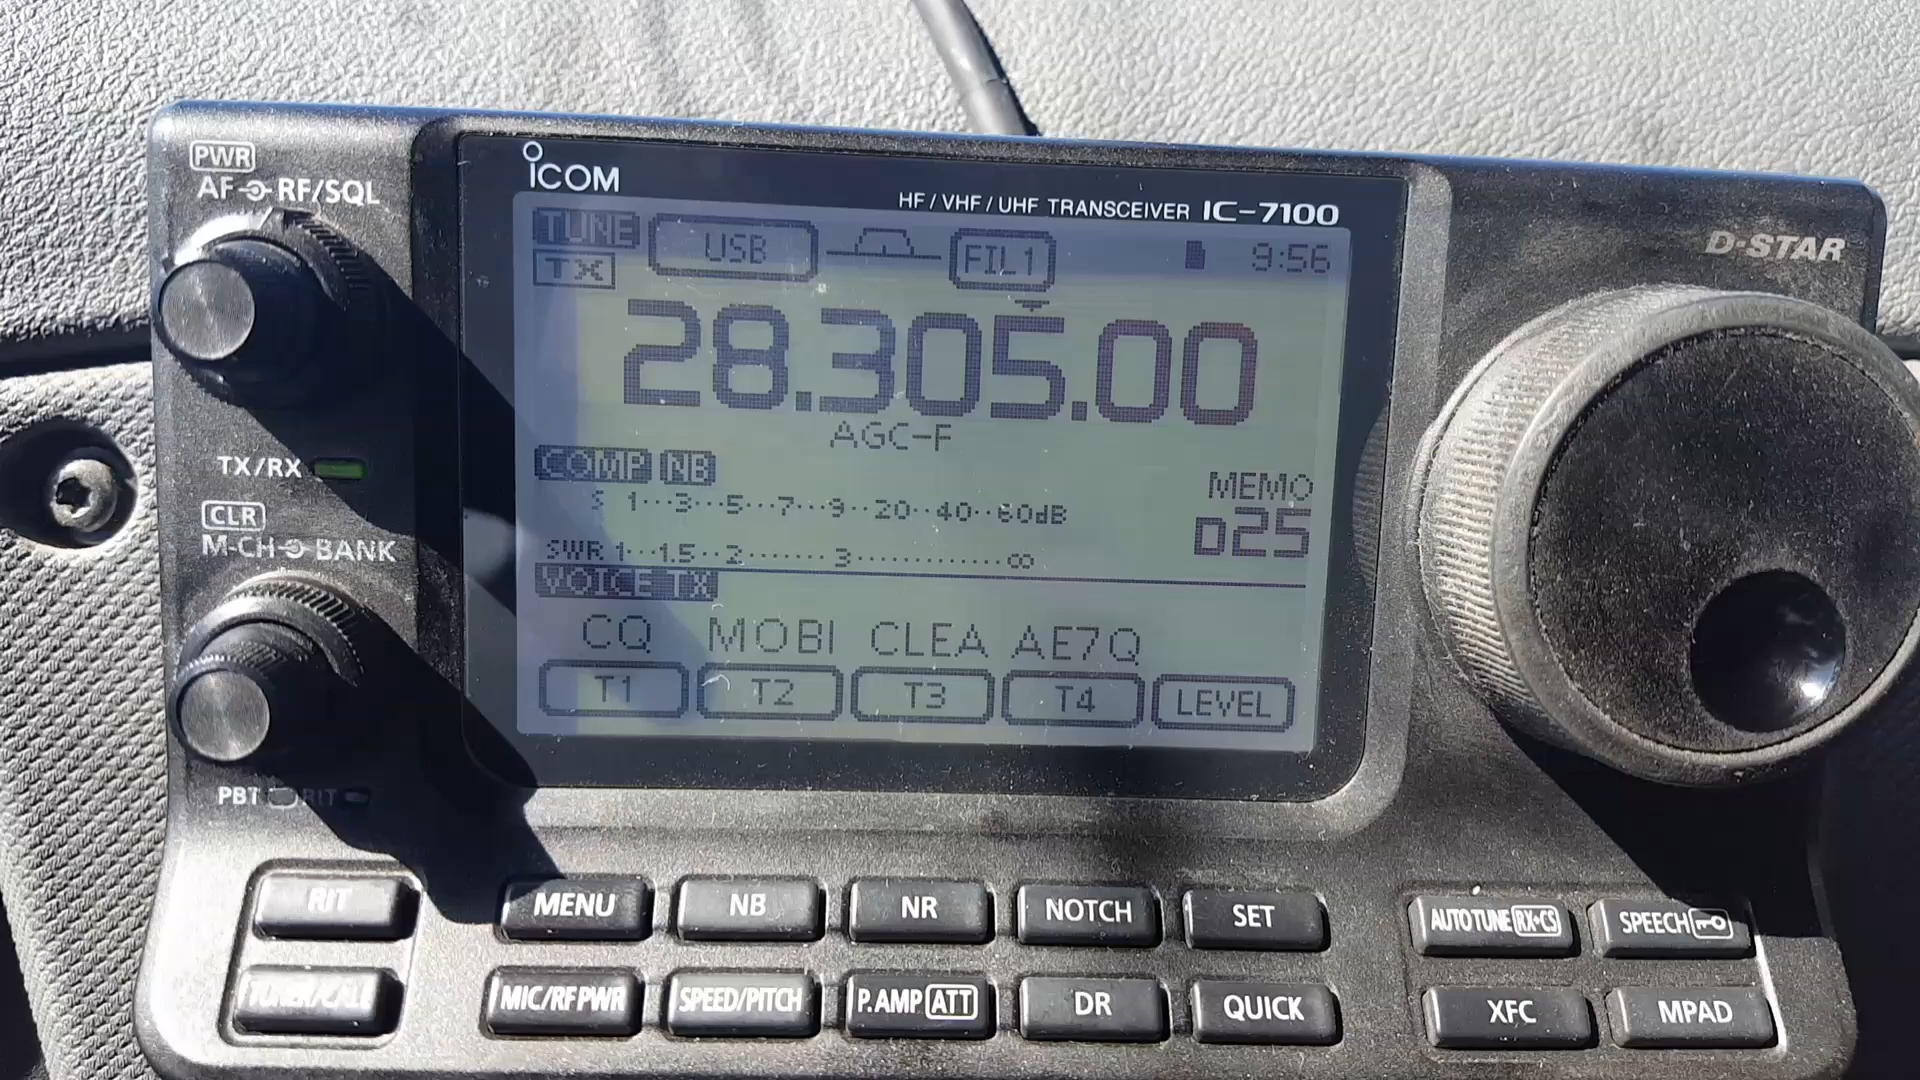 PWR
AF RF/SQL
ICOM
HF/VHF/UHF TRANSCEIVER IC-7100
D-STAR
TUNE USB FIL1 9:56
TX
28.305.00
AGC-F
TX/RX
COMP NB
MEMO
S 1···3··5···7··9··20··40··60dB
025
CLR
M-CH BANK
SWR 1···1.5··2·······3·············∞
VOICE TX
CQ MOBI CLEA AE7Q
T1 T2 T3 T4 LEVEL
PBT RIT
RIT MENU NB NR NOTCH SET AUTOTUNE RX→CS SPEECH
TUNER/CALL MIC/RF PWR SPEED/PITCH P.AMP ATT DR QUICK XFC MPAD